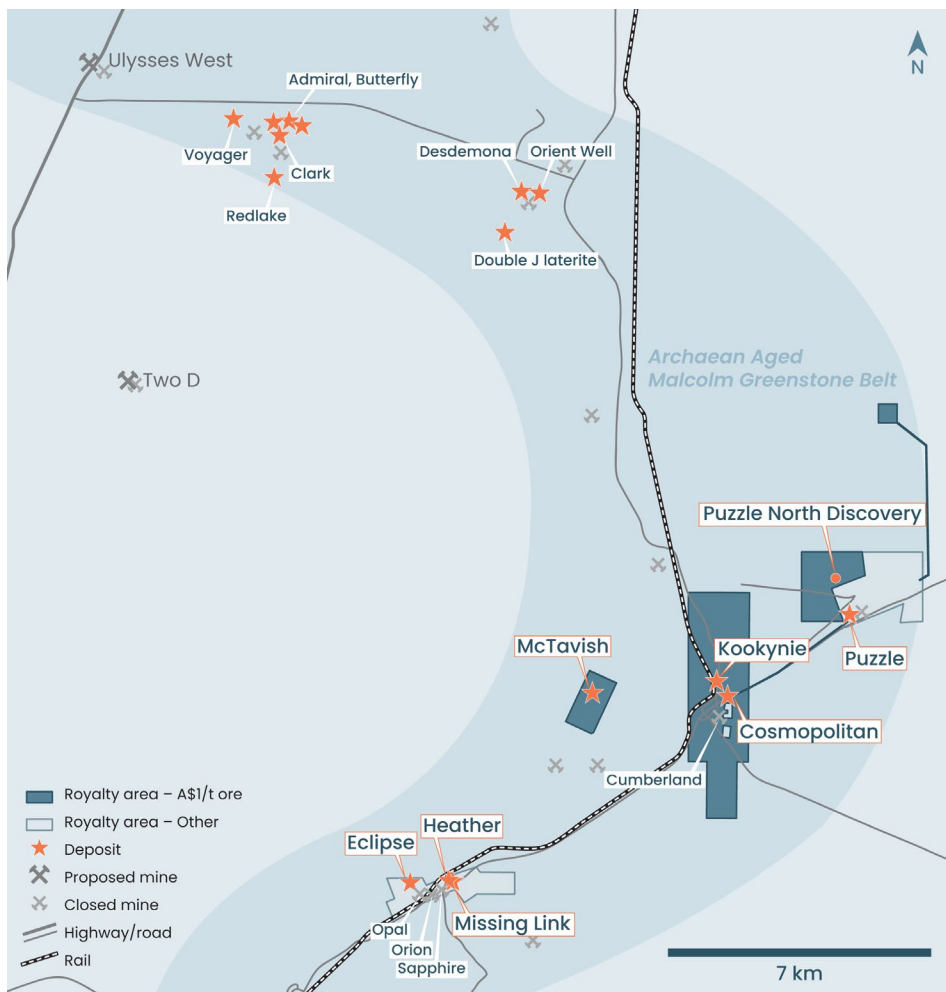 N
Ulysses West
Admiral, Butterfly
Voyager
Clark
Redlake
Desdemona
Orient Well
Double J laterite
Archaean Aged
Malcolm Greenstone Belt
Two D
Puzzle North Discovery
McTavish
Kookynie
Puzzle
Cosmopolitan
Cumberland
Heather
Eclipse
Missing Link
Opal
Orion
Sapphire
Royalty area – A$1/t ore
Royalty area – Other
Deposit
Proposed mine
Closed mine
Highway/road
Rail
7 km